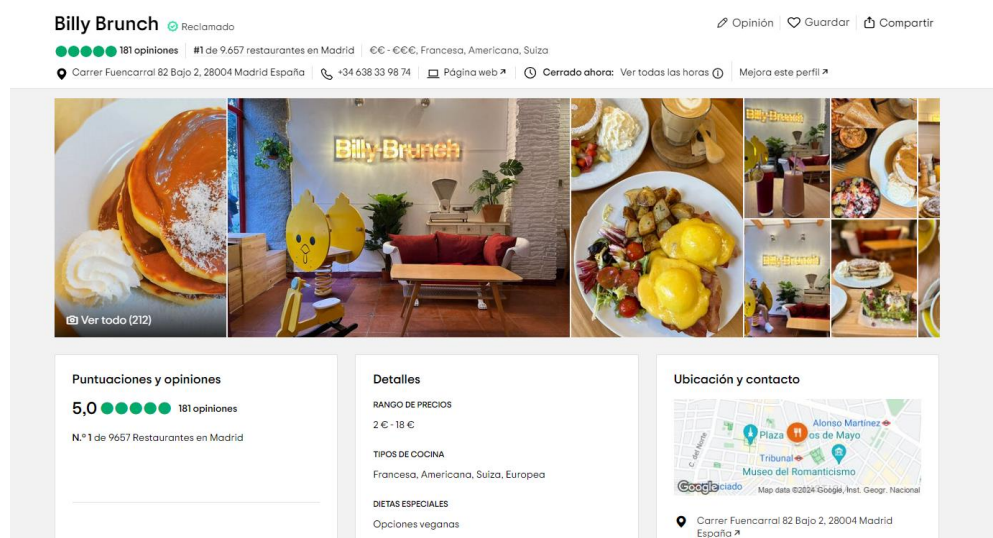 Billy Brunch Reclamado
Opinión Guardar Compartir
181 opiniones #1 de 9.657 restaurantes en Madrid €€ - €€€, Francesa, Americana, Suiza
Carrer Fuencarral 82 Bajo 2, 28004 Madrid España +34 638 33 98 74 Página web Cerrado ahora: Ver todas las horas Mejora este perfil
Billy-Brunch
Billy-Brunch
Billy-Brunch
Ver todo (212)
Puntuaciones y opiniones
5,0 181 opiniones
N.º 1 de 9657 Restaurantes en Madrid
Detalles
RANGO DE PRECIOS
2 € - 18 €
TIPOS DE COCINA
Francesa, Americana, Suiza, Europea
DIETAS ESPECIALES
Opciones veganas
Ubicación y contacto
Alonso Martínez
Plaza os de Mayo
C. del Norte
Tribunal
Museo del Romanticismo
Google ciado
Map data ©2024 Google, Inst. Geogr. Nacional
Carrer Fuencarral 82 Bajo 2, 28004 Madrid
España